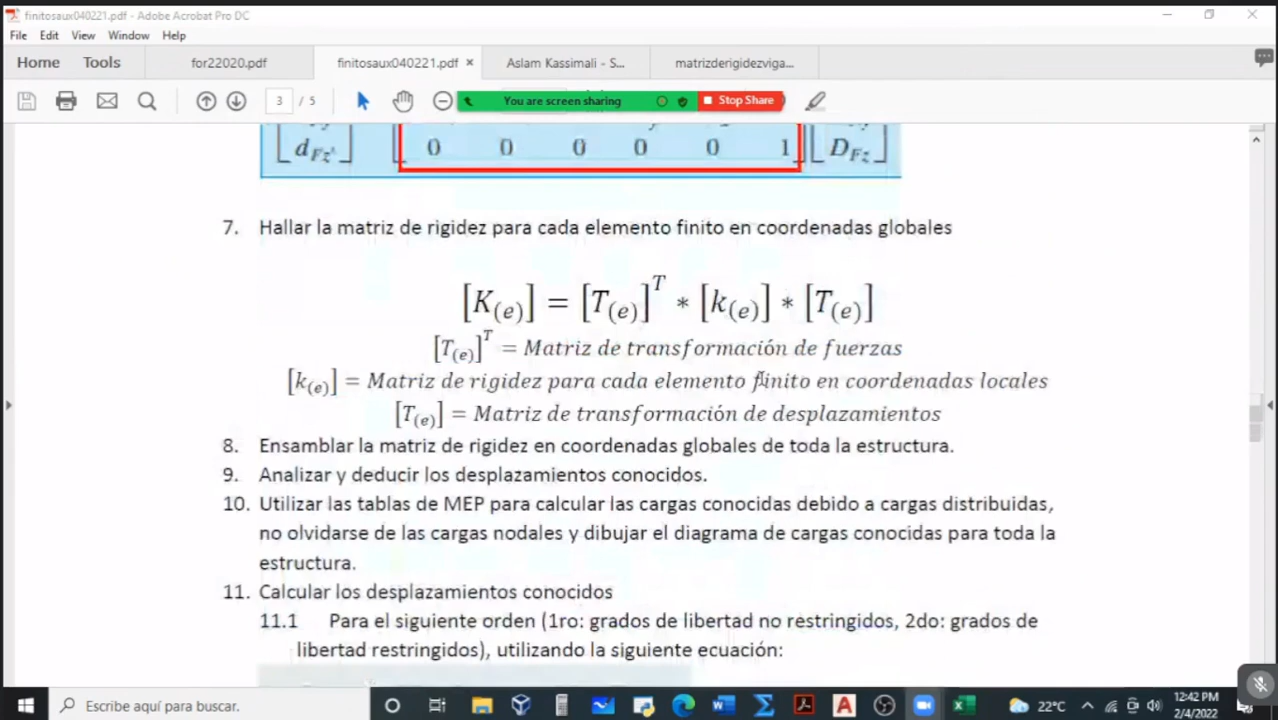 finitosaux040221.pdf - Adobe Acrobat Pro DC
File Edit View Window Help
Home Tools for22020.pdf finitosaux040221.pdf × Aslam Kassimali - S... matrizderigidezviga...
3 / 5 You are screen sharing Stop Share
d_Fz' 0 0 0 0 0 1 D_Fz
7. Hallar la matriz de rigidez para cada elemento finito en coordenadas globales
[K_(e)] = [T_(e)]^T * [k_(e)] * [T_(e)]
[T_(e)]^T = Matriz de transformación de fuerzas
[k_(e)] = Matriz de rigidez para cada elemento finito en coordenadas locales
[T_(e)] = Matriz de transformación de desplazamientos
8. Ensamblar la matriz de rigidez en coordenadas globales de toda la estructura.
9. Analizar y deducir los desplazamientos conocidos.
10. Utilizar las tablas de MEP para calcular las cargas conocidas debido a cargas distribuidas,
no olvidarse de las cargas nodales y dibujar el diagrama de cargas conocidas para toda la
estructura.
11. Calcular los desplazamientos conocidos
11.1 Para el siguiente orden (1ro: grados de libertad no restringidos, 2do: grados de
libertad restringidos), utilizando la siguiente ecuación:
Escribe aquí para buscar. 22°C 12:42 PM
2/4/2022